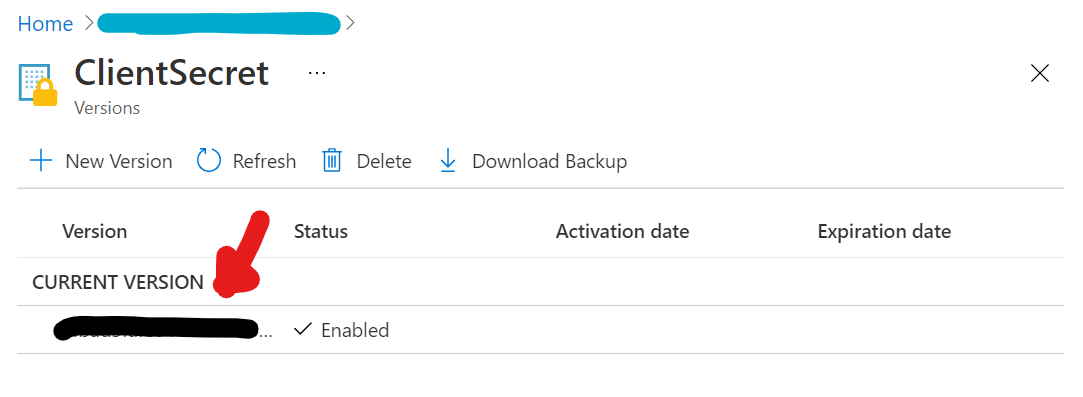 Home
ClientSecret ...
Versions
New Version Refresh Delete Download Backup
Version Status Activation date Expiration date
CURRENT VERSION
... Enabled